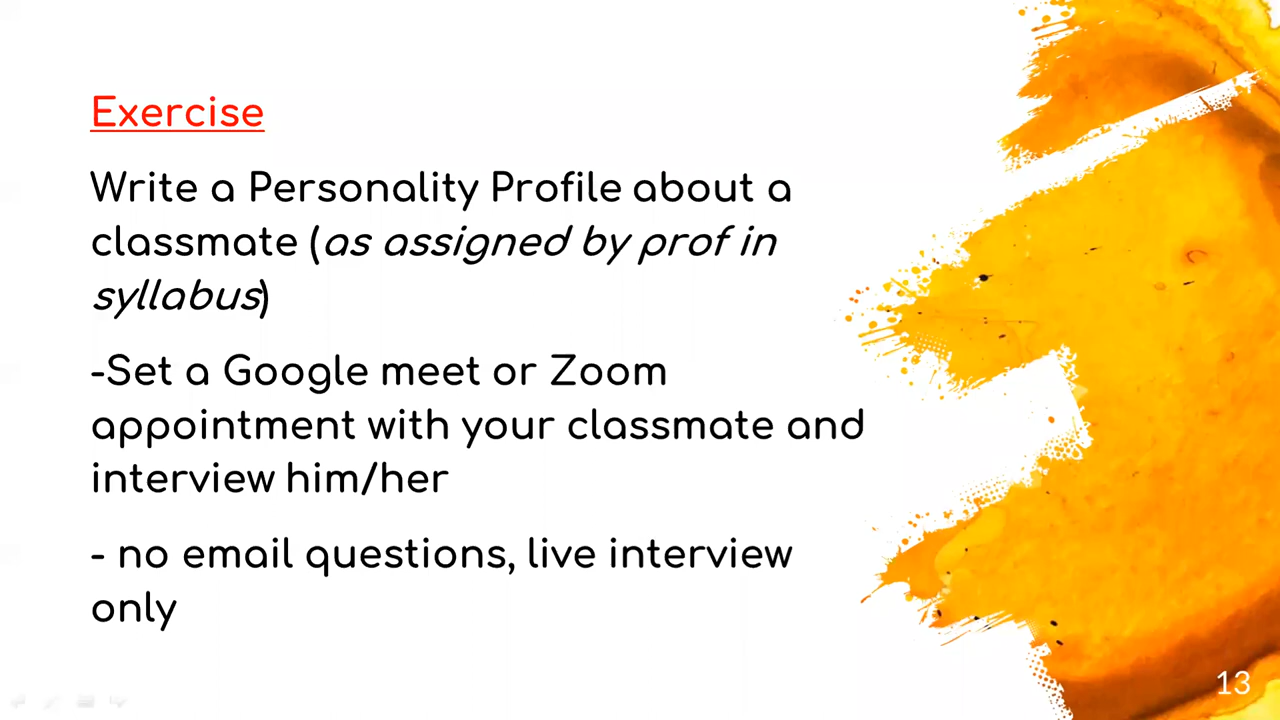 Exercise
Write a Personality Profile about a
classmate (as assigned by prof in
syllabus)
-Set a Google meet or Zoom
appointment with your classmate and
interview him/her
- no email questions, live interview
only
13